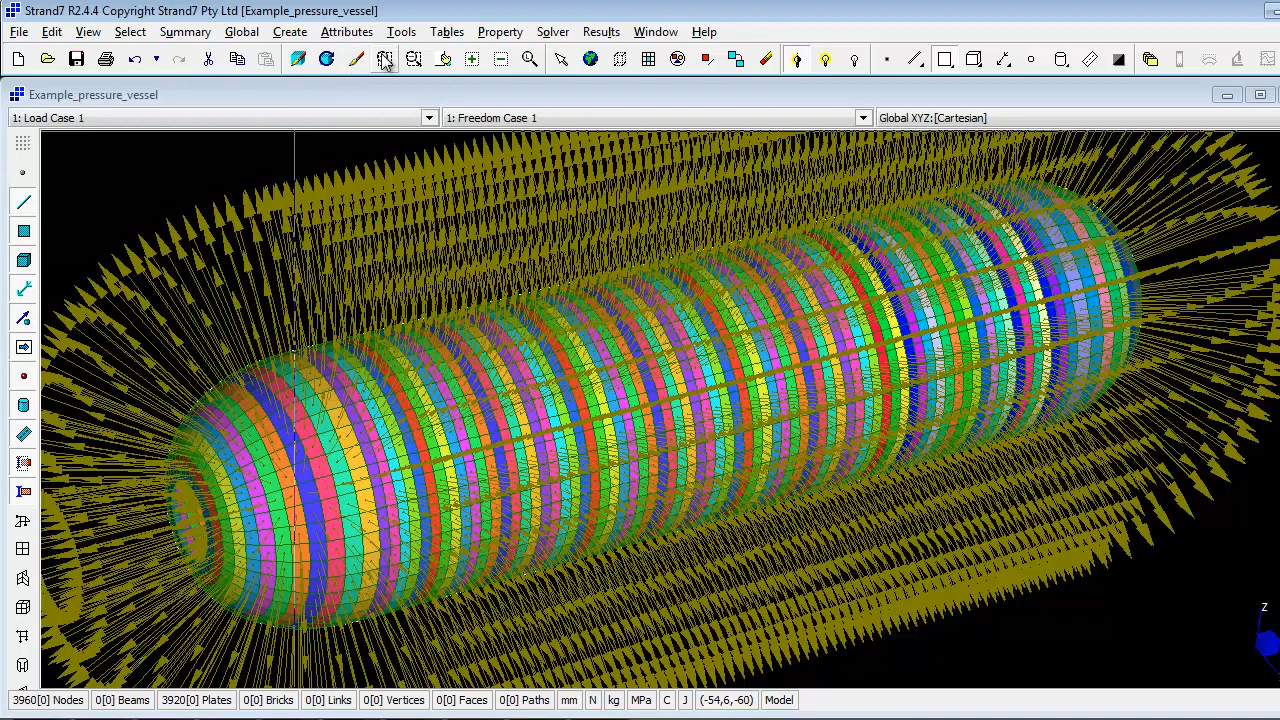 Strand7 R2.4.4 Copyright Strand7 Pty Ltd [Example_pressure_vessel]
File Edit View Select Summary Global Create Attributes Tools Tables Property Solver Results Window Help
Example_pressure_vessel
1: Load Case 1 1: Freedom Case 1 Global XYZ:[Cartesian]
Z
3960[0] Nodes 0[0] Beams 3920[0] Plates 0[0] Bricks 0[0] Links 0[0] Vertices 0[0] Faces 0[0] Paths mm N kg MPa C J (-54,6,-60) Model